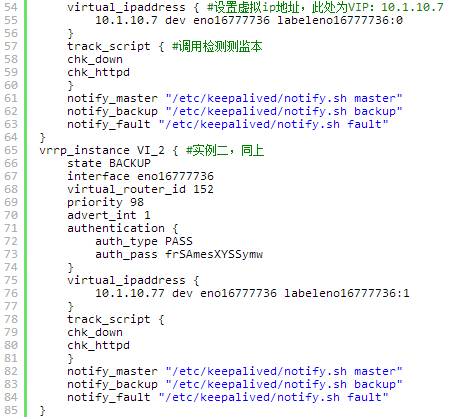 54 virtual_ipaddress { #设置虚拟ip地址，此处为VIP：10.1.10.7
55 10.1.10.7 dev eno16777736 labeleno16777736:0
56 }
57 track_script { #调用检测测监本
58 chk_down
59 chk_httpd
60 }
61 notify_master "/etc/keepalived/notify.sh master"
62 notify_backup "/etc/keepalived/notify.sh backup"
63 notify_fault "/etc/keepalived/notify.sh fault"
64 }
65 vrrp_instance VI_2 { #实例二，同上
66 state BACKUP
67 interface eno16777736
68 virtual_router_id 152
69 priority 98
70 advert_int 1
71 authentication {
72 auth_type PASS
73 auth_pass frSAmesXYSSymw
74 }
75 virtual_ipaddress {
76 10.1.10.77 dev eno16777736 labeleno16777736:1
77 }
78 track_script {
79 chk_down
80 chk_httpd
81 }
82 notify_master "/etc/keepalived/notify.sh master"
83 notify_backup "/etc/keepalived/notify.sh backup"
84 notify_fault "/etc/keepalived/notify.sh fault"
85 }